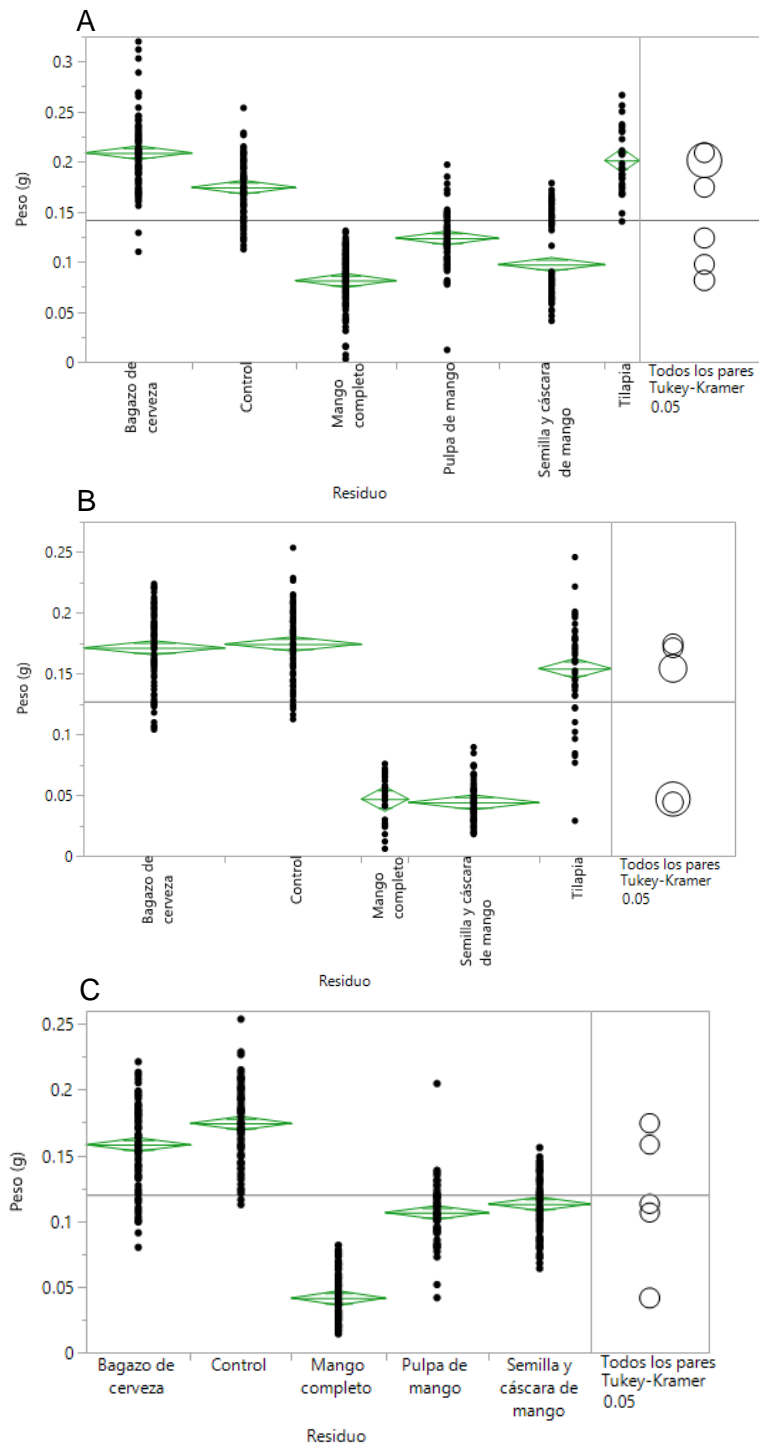 A
Peso (g)
0.3
0.25
0.2
0.15
0.1
0.05
0
Bagazo de
cerveza
Control
Mango
completo
Pulpa de mango
Semilla y cáscara
de mango
Tilapia
Todos los pares
Tukey-Kramer
0.05
Residuo
B
Peso (g)
0.25
0.2
0.15
0.1
0.05
0
Bagazo de
cerveza
Control
Mango
completo
Semilla y cáscara
de mango
Tilapia
Todos los pares
Tukey-Kramer
0.05
Residuo
C
Peso (g)
0.25
0.2
0.15
0.1
0.05
0
Bagazo de
cerveza
Control
Mango
completo
Pulpa de
mango
Semilla y
cáscara de
mango
Todos los pares
Tukey-Kramer
0.05
Residuo